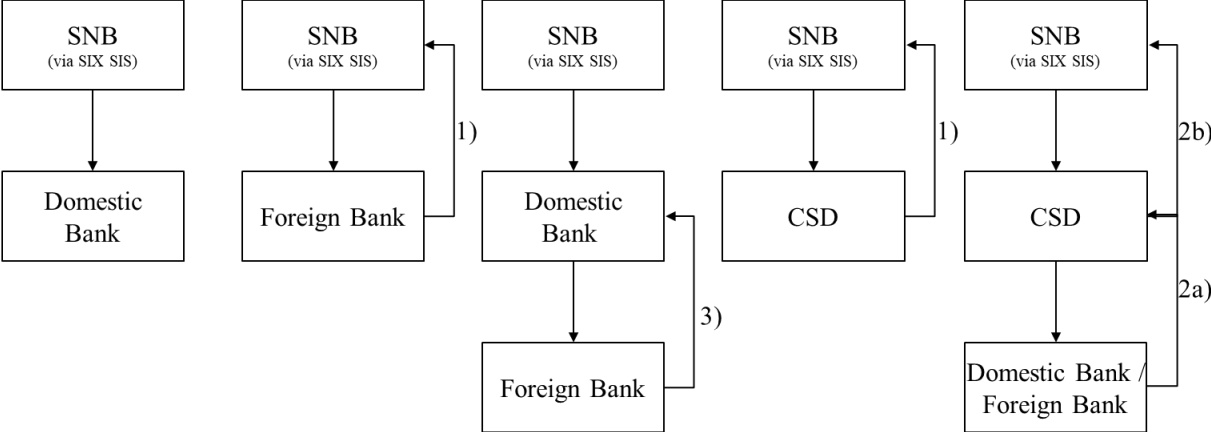 SNB
(via SIX SIS)
SNB
(via SIX SIS)
SNB
(via SIX SIS)
SNB
(via SIX SIS)
SNB
(via SIX SIS)
1)
1)
2b)
Domestic
Bank
Foreign Bank
Domestic
Bank
CSD
CSD
3)
2a)
Foreign Bank
Domestic Bank /
Foreign Bank